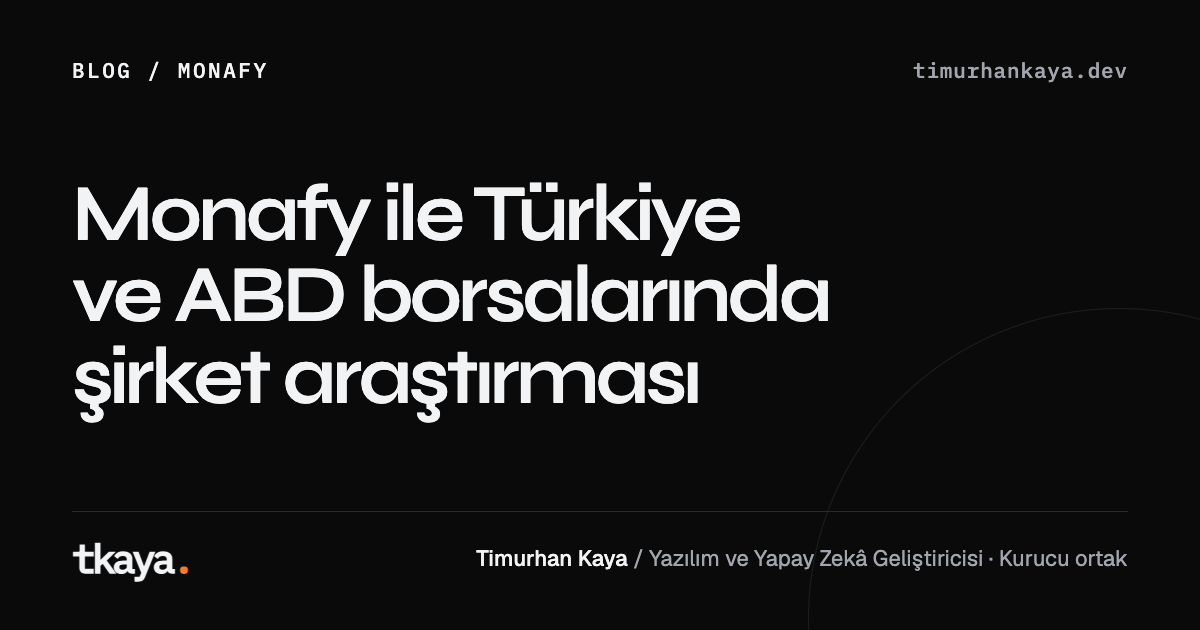 BLOG / MONAFY
timurhankaya.dev
Monafy ile Türkiye
ve ABD borsalarında
şirket araştırması
tkaya.
Timurhan Kaya / Yazılım ve Yapay Zekâ Geliştiricisi · Kurucu ortak